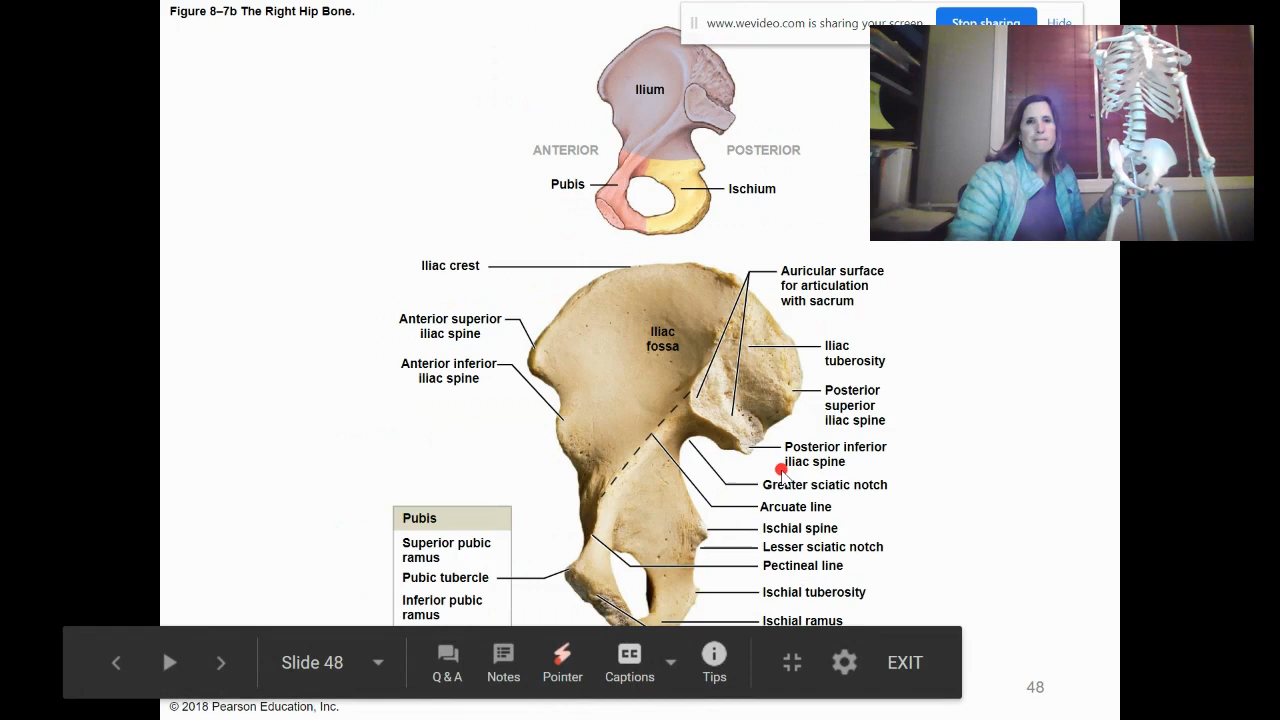 Figure 8–7b The Right Hip Bone.
www.wevideo.com is sharing your screen
Stop sharing
Hide
Ilium
ANTERIOR
POSTERIOR
Pubis
Ischium
Iliac crest
Auricular surface
for articulation
with sacrum
Anterior superior
iliac spine
Iliac
fossa
Iliac
tuberosity
Anterior inferior
iliac spine
Posterior
superior
iliac spine
Posterior inferior
iliac spine
Greater sciatic notch
Arcuate line
Ischial spine
Lesser sciatic notch
Pectineal line
Ischial tuberosity
Ischial ramus
Pubis
Superior pubic
ramus
Pubic tubercle
Inferior pubic
ramus
Slide 48
Q & A
Notes
Pointer
CC
Captions
Tips
EXIT
48
© 2018 Pearson Education, Inc.